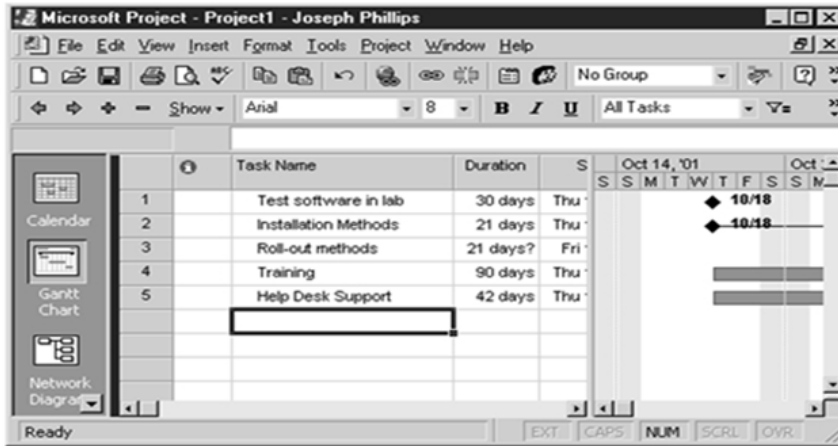 Microsoft Project - Project1 - Joseph Phillips
File Edit View Insert Format Tools Project Window Help
No Group
Show Arial 8 B I U All Tasks
Task Name Duration S Oct 14, '01 Oct
S S M T W T F S S M
1 Test software in lab 30 days Thu 10/18
2 Installation Methods 21 days Thu 10/18
3 Roll-out methods 21 days? Fri
4 Training 90 days Thu
5 Help Desk Support 42 days Thu
Calendar
Gantt
Chart
Network
Ready EXT CAPS NUM SCRL OVR